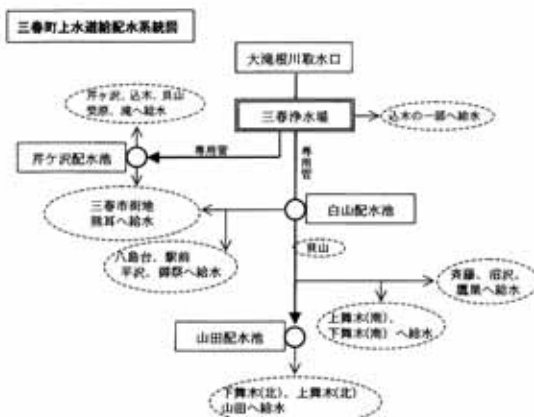 三春町上水道給配水系統図
大滝根川取水口
芹ヶ沢、込木、貝山
滝へ給水
三春浄水場
込木の一部へ給水
専用管
専用管
芹ケ沢配水池
三春市街地
熊耳へ給水
白山配水池
八島台、駅前
平沢、御祭へ給水
貝山
斉藤、沼沢、
鷹巣へ給水
上舞木(南)、
下舞木(南) へ給水
山田配水池
下舞木(北)、上舞木(北)
山田へ給水